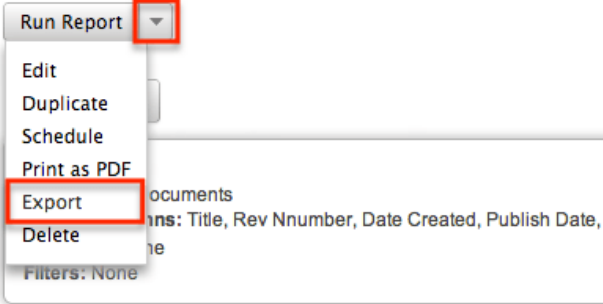 Run Report
Edit
Duplicate
Schedule
Print as PDF
Export
ocuments
nns: Title, Rev Nnumber, Date Created, Publish Date,
Delete
ne
Filters: None